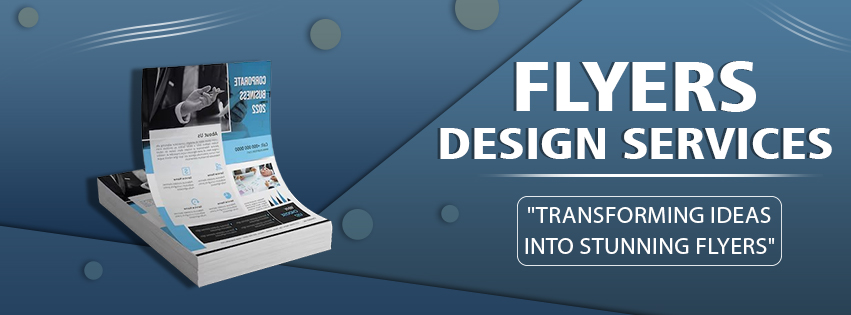 FLYERS
DESIGN SERVICES
"TRANSFORMING IDEAS
INTO STUNNING FLYERS"
CORPORATE
BUSINESS
2022
About Us